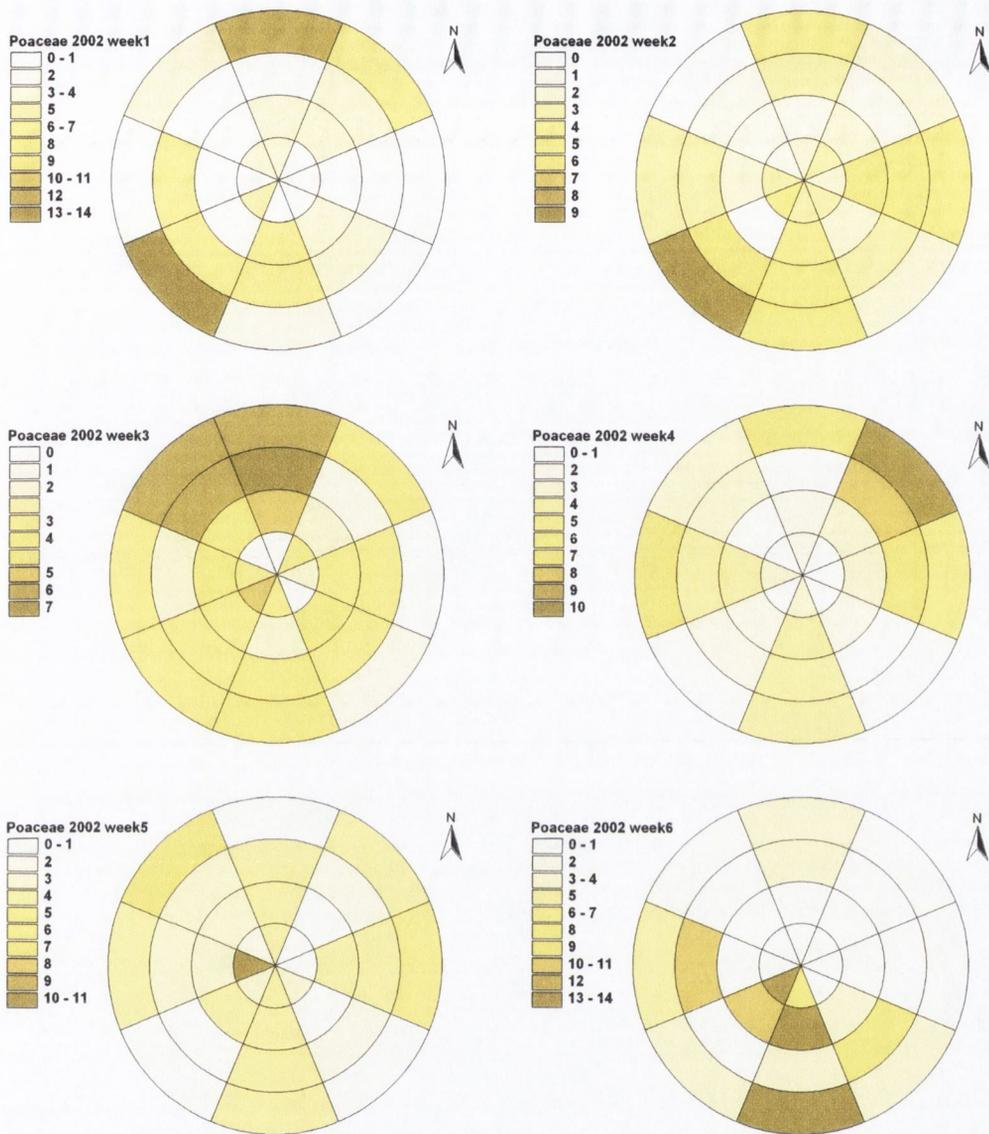 Poaceae 2002 week1
0 - 1
2
3 - 4
5
6 - 7
8
9
10 - 11
12
13 - 14
N
Poaceae 2002 week2
0
1
2
3
4
5
6
7
8
9
N
Poaceae 2002 week3
0
1
2
3
4
5
6
7
N
Poaceae 2002 week4
0 - 1
2
3
4
5
6
7
8
9
10
N
Poaceae 2002 week5
0 - 1
2
3
4
5
6
7
8
9
10 - 11
N
Poaceae 2002 week6
0 - 1
2
3 - 4
5
6 - 7
8
9
10 - 11
12
13 - 14
N